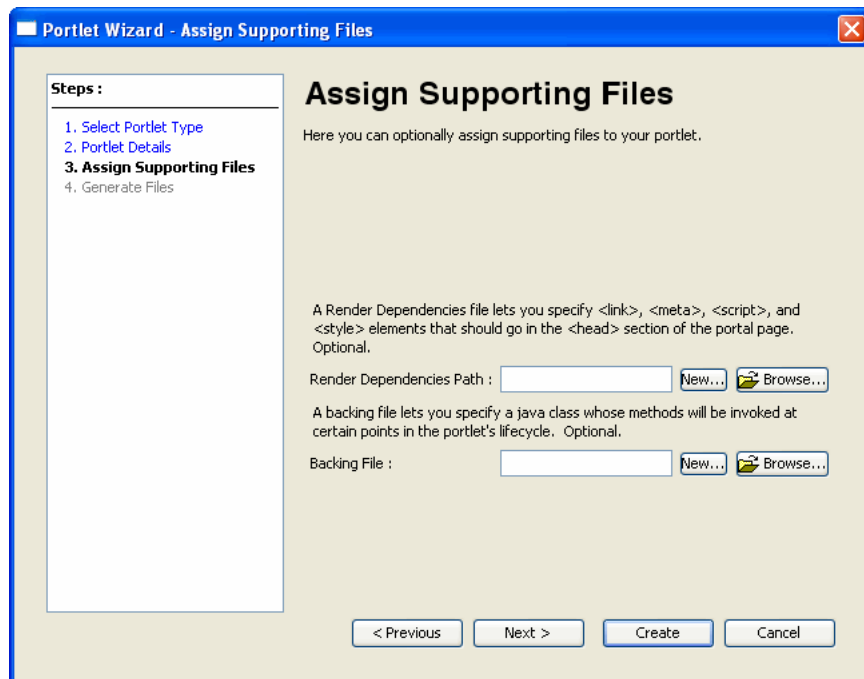 Portlet Wizard - Assign Supporting Files
Steps :
1. Select Portlet Type
2. Portlet Details
3. Assign Supporting Files
4. Generate Files
Assign Supporting Files
Here you can optionally assign supporting files to your portlet.
A Render Dependencies file lets you specify <link>, <meta>, <script>, and
<style> elements that should go in the <head> section of the portal page.
Optional.
Render Dependencies Path : New... Browse...
A backing file lets you specify a java class whose methods will be invoked at
certain points in the portlet's lifecycle. Optional.
Backing File : New... Browse...
< Previous Next > Create Cancel